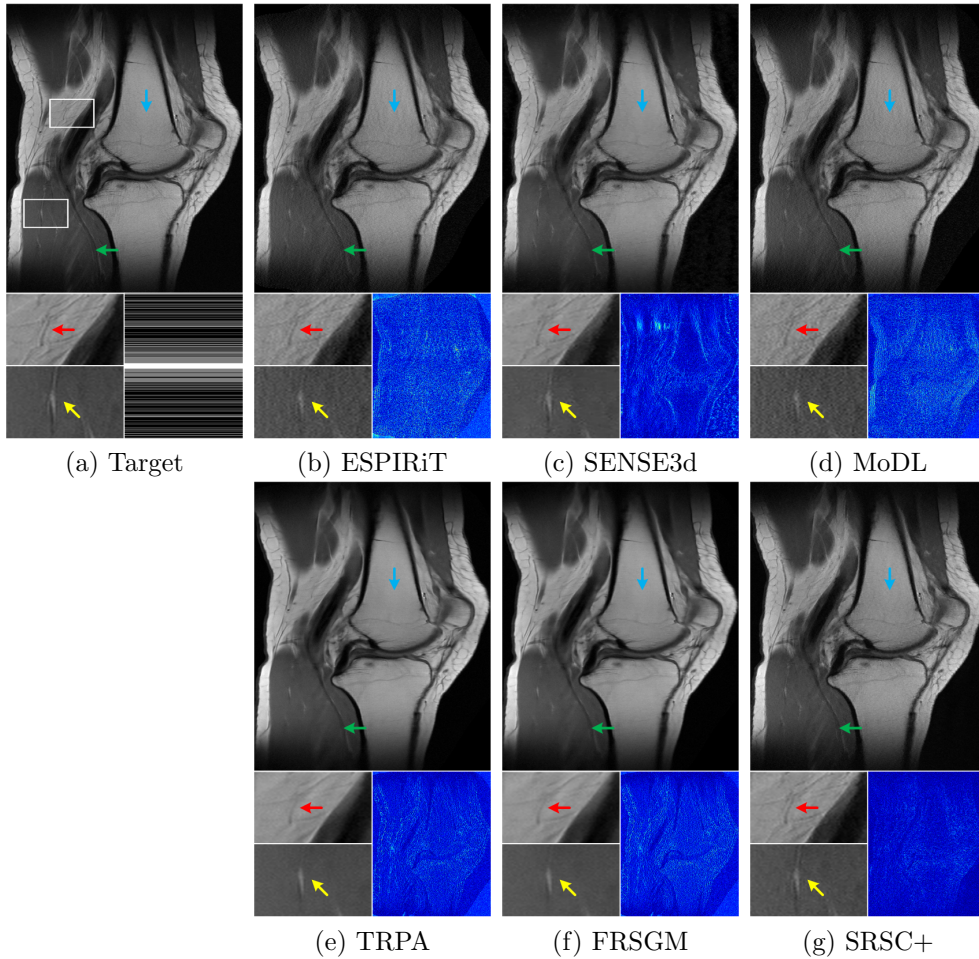 (a) Target
(b) ESPIRiT
(c) SENSE3d
(d) MoDL
(e) TRPA
(f) FRSGM
(g) SRSC+